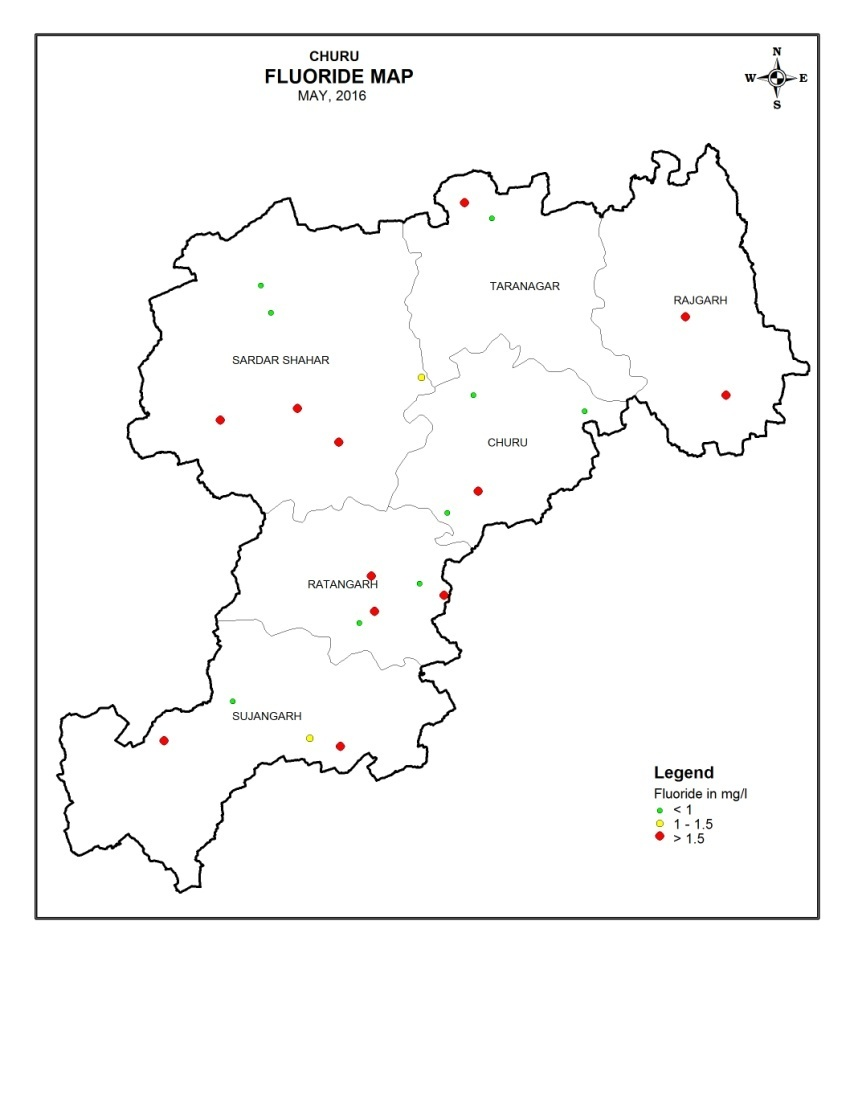 CHURU
FLUORIDE MAP
MAY, 2016
N
W E
S
TARANAGAR
RAJGARH
SARDAR SHAHAR
CHURU
RATANGARH
SUJANGARH
Legend
Fluoride in mg/l
< 1
1 - 1.5
> 1.5